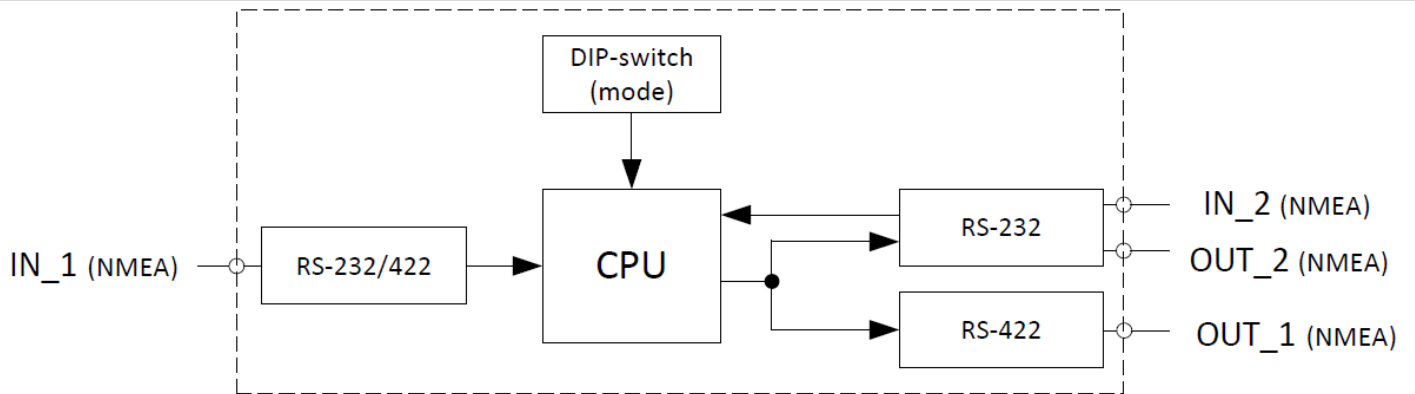 DIP-switch
(mode)
IN_1 (NMEA)
RS-232/422
CPU
RS-232
RS-422
IN_2 (NMEA)
OUT_2 (NMEA)
OUT_1 (NMEA)